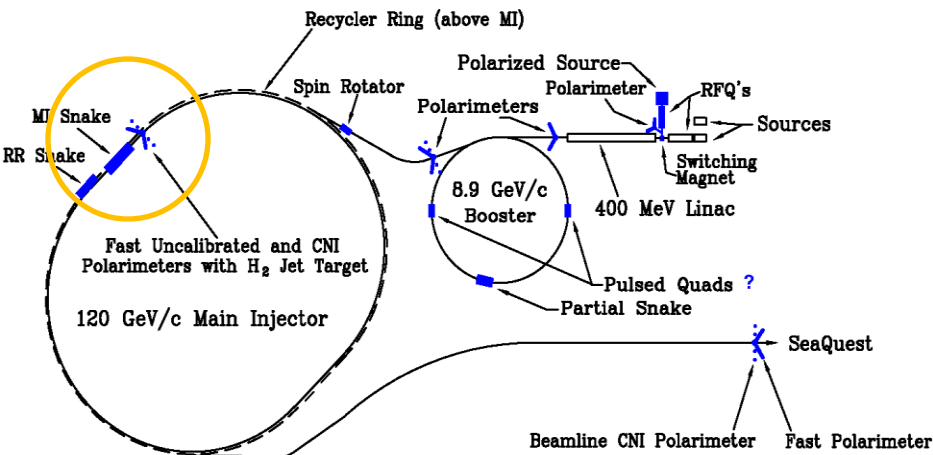 Recycler Ring (above MI)
Polarized Source
Polarimeter
RFQ's
Spin Rotator
Polarimeters
Sources
MI Snake
RR Snake
Switching
Magnet
8.9 GeV/c
Booster
400 MeV Linac
Fast Uncalibrated and CNI
Polarimeters with H₂ Jet Target
Pulsed Quads ?
Partial Snake
120 GeV/c Main Injector
SeaQuest
Beamline CNI Polarimeter
Fast Polarimeter